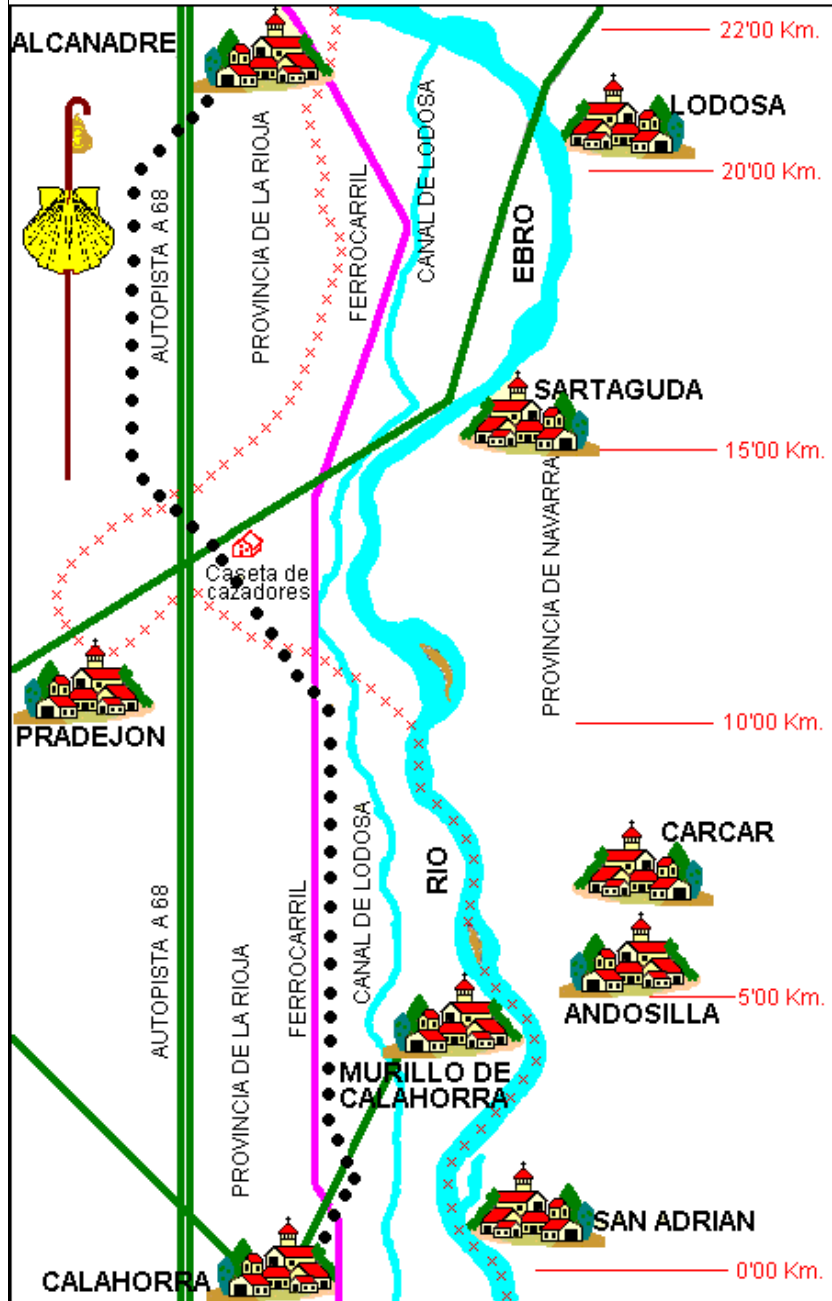 22'00 Km.
ALCANADRE
LODOSA
20'00 Km.
AUTOPISTA A 68
PROVINCIA DE LA RIOJA
FERROCARRIL
CANAL DE LODOSA
EBRO
SARTAGUDA
15'00 Km.
PROVINCIA DE NAVARRA
Caseta de
cazadores
PRADEJON
10'00 Km.
CARCAR
RIO
AUTOPISTA A 68
PROVINCIA DE LA RIOJA
FERROCARRIL
CANAL DE LODOSA
5'00 Km.
ANDOSILLA
MURILLO DE
CALAHORRA
SAN ADRIAN
CALAHORRA
0'00 Km.